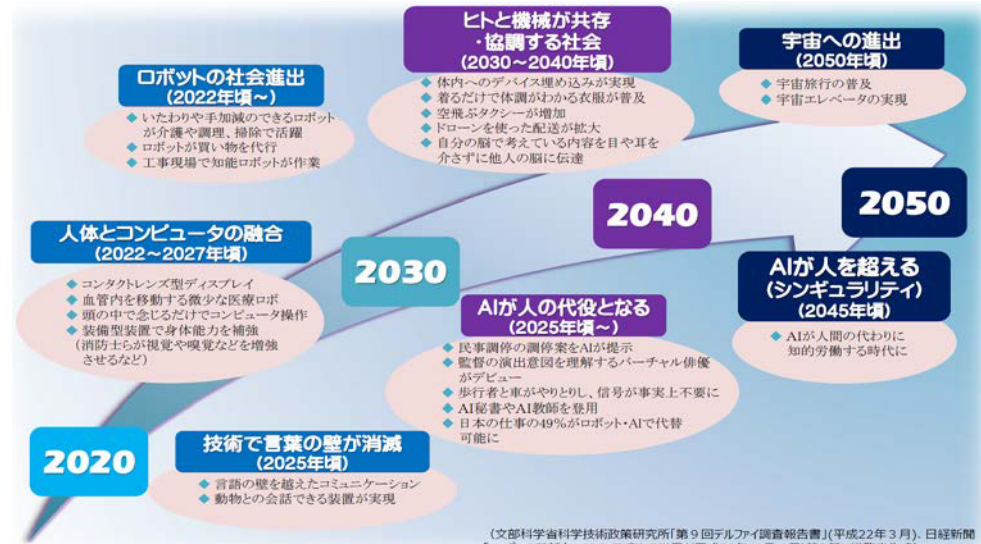 ロボットの社会進出
(2022年頃～)
◆ いたわりや手加減のできるロボット
が介護や調理、掃除で活躍
◆ ロボットが買い物を代行
◆ 工事現場で知能ロボットが作業
ヒトと機械が共存
・協調する社会
(2030～2040年頃)
◆ 体内へのデバイス埋め込みが実現
◆ 着るだけで体調がわかる衣服が普及
◆ 空飛ぶタクシーが増加
◆ ドローンを使った配送が拡大
◆ 自分の脳で考えている内容を目や耳を
介さずに他人の脳に伝達
宇宙への進出
(2050年頃)
◆ 宇宙旅行の普及
◆ 宇宙エレベータの実現
人体とコンピュータの融合
(2022～2027年頃)
◆ コンタクトレンズ型ディスプレイ
◆ 血管内を移動する微少な医療ロボ
◆ 頭の中で念じるだけでコンピュータ操作
◆ 装備型装置で身体能力を補強
(消防士らが視覚や嗅覚などを増強
させるなど)
2030
2040
2050
AIが人の代役となる
(2025年頃～)
◆ 民事調停の調停案をAIが提示
◆ 監督の演出意図を理解するバーチャル俳優
がデビュー
◆ 歩行者と車がやりとりし、信号が事実上不要に
◆ AI秘書やAI教師を登用
◆ 日本の仕事の49%がロボット・AIで代替
可能に
AIが人を超える
(シンギュラリティ)
(2045年頃)
◆ AIが人間の代わりに
知的労働する時代に
2020
技術で言葉の壁が消滅
(2025年頃)
◆ 言語の壁を越えたコミュニケーション
◆ 動物との会話できる装置が実現
(文部科学省科学技術政策研究所「第9回デルファイ調査報告書」(平成22年3月)、日経新聞